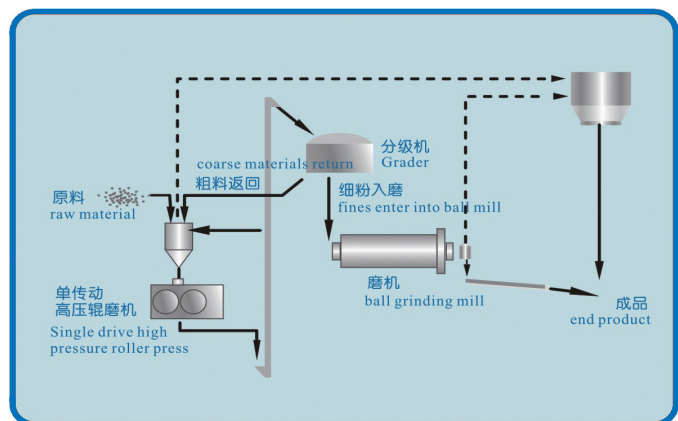 分级机
Grader
coarse materials return
粗料返回
细粉入磨
fines enter into ball mill
原料
raw material
磨机
ball grinding mill
单传动
高压辊磨机
Single drive high
pressure roller press
成品
end product